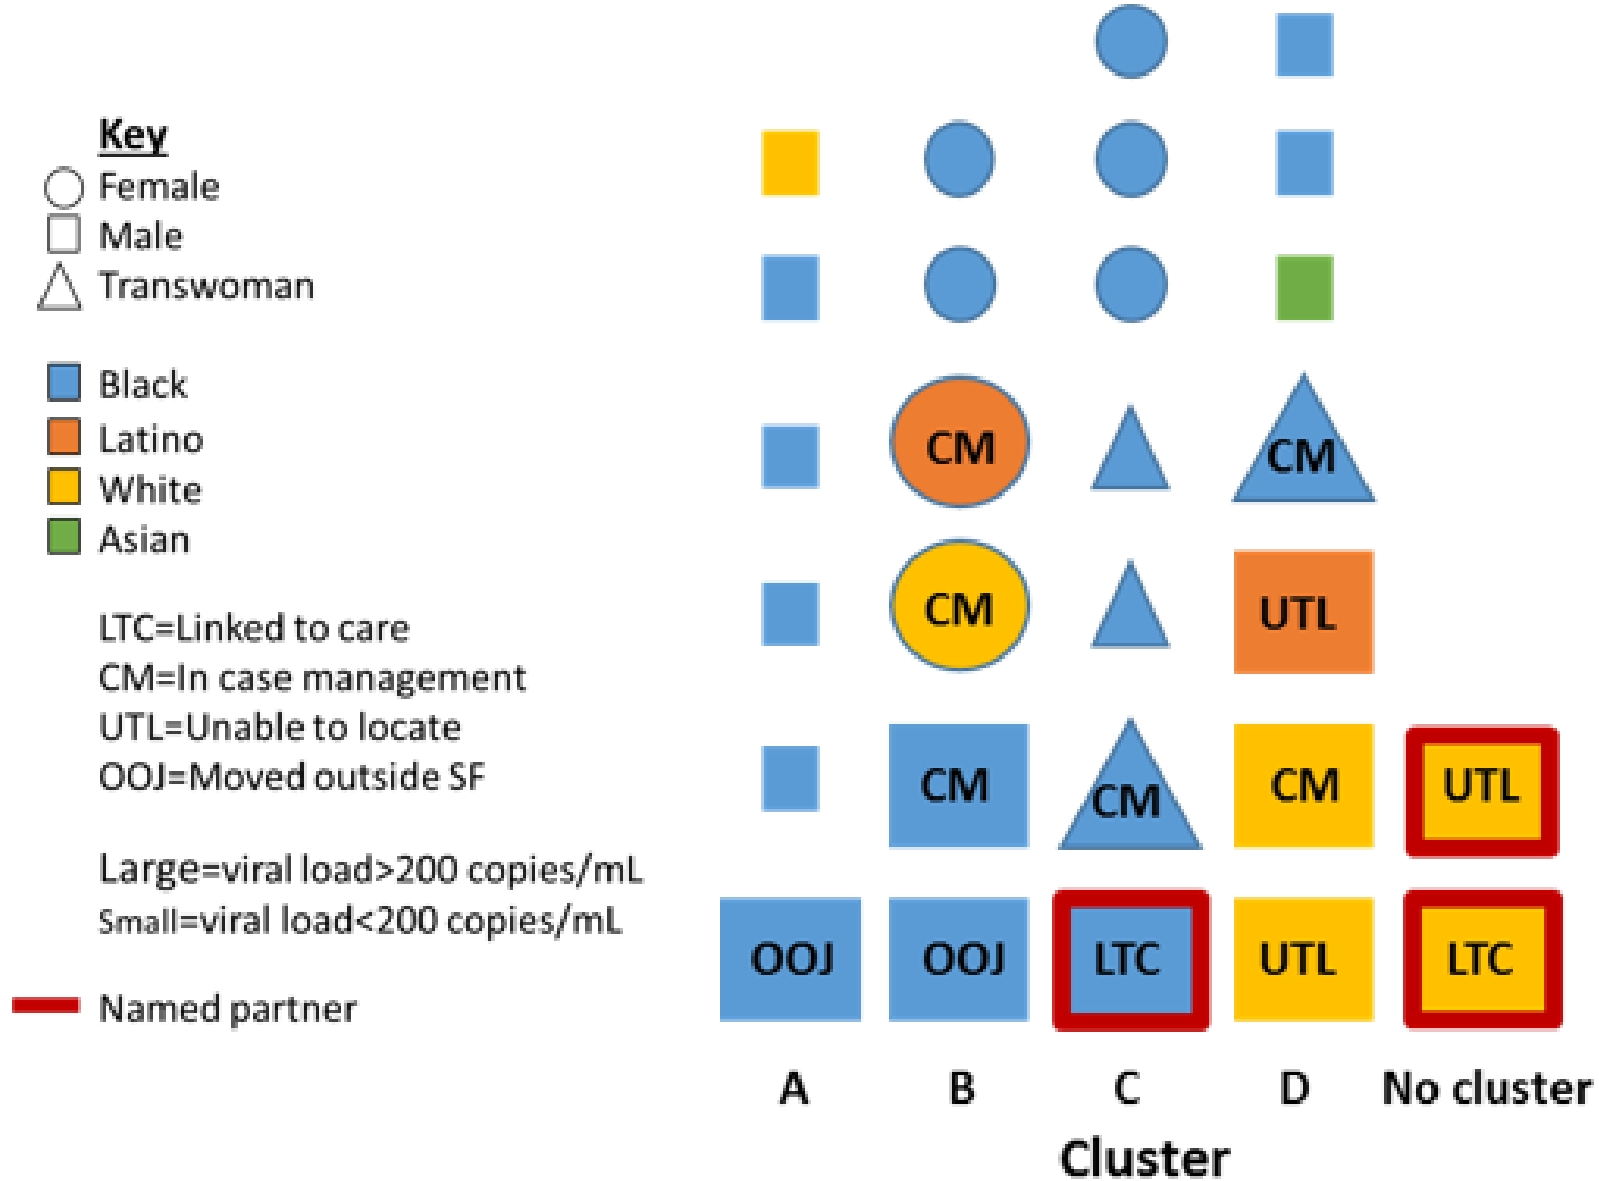 Key
Female
Male
Transwoman
Black
Latino
White
Asian
LTC=Linked to care
CM=In case management
UTL=Unable to locate
OOJ=Moved outside SF
Large=viral load>200 copies/mL
Small=viral load<200 copies/mL
Named partner
CM CM
CM UTL
CM CM CM UTL
OOJ OOJ LTC UTL LTC
A B C D No cluster
Cluster